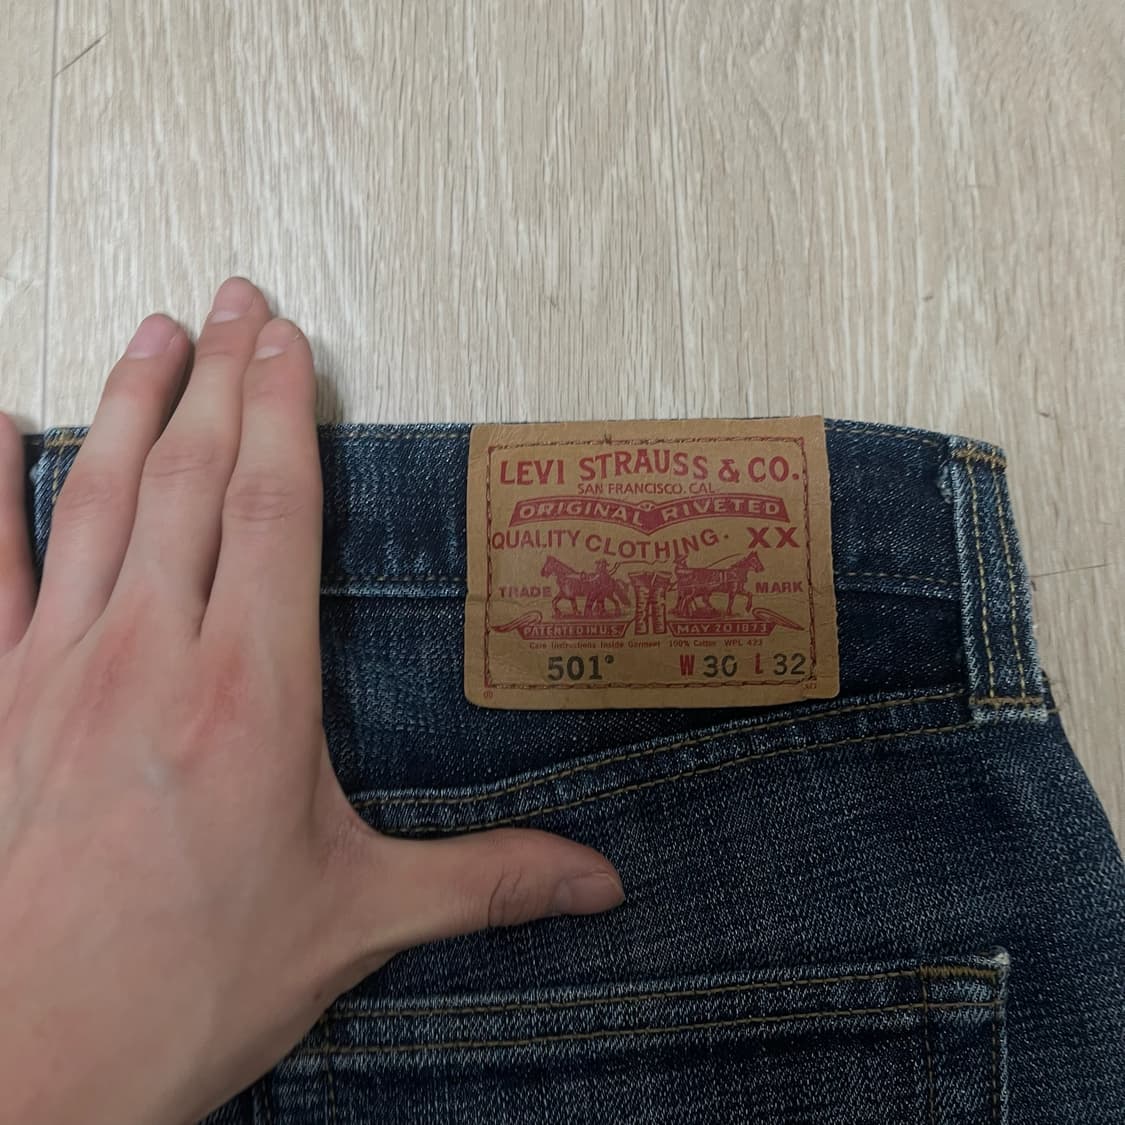 LEVI STRAUSS & CO.
SAN FRANCISCO. CAL
ORIGINAL RIVETED
QUALITY CLOTHING. XX
TRADE MARK
PATENTED IN U.S. MAY 20 1873
Care Instructions Inside Garment 100% Cotton WPL 423
501® W 30 L 32